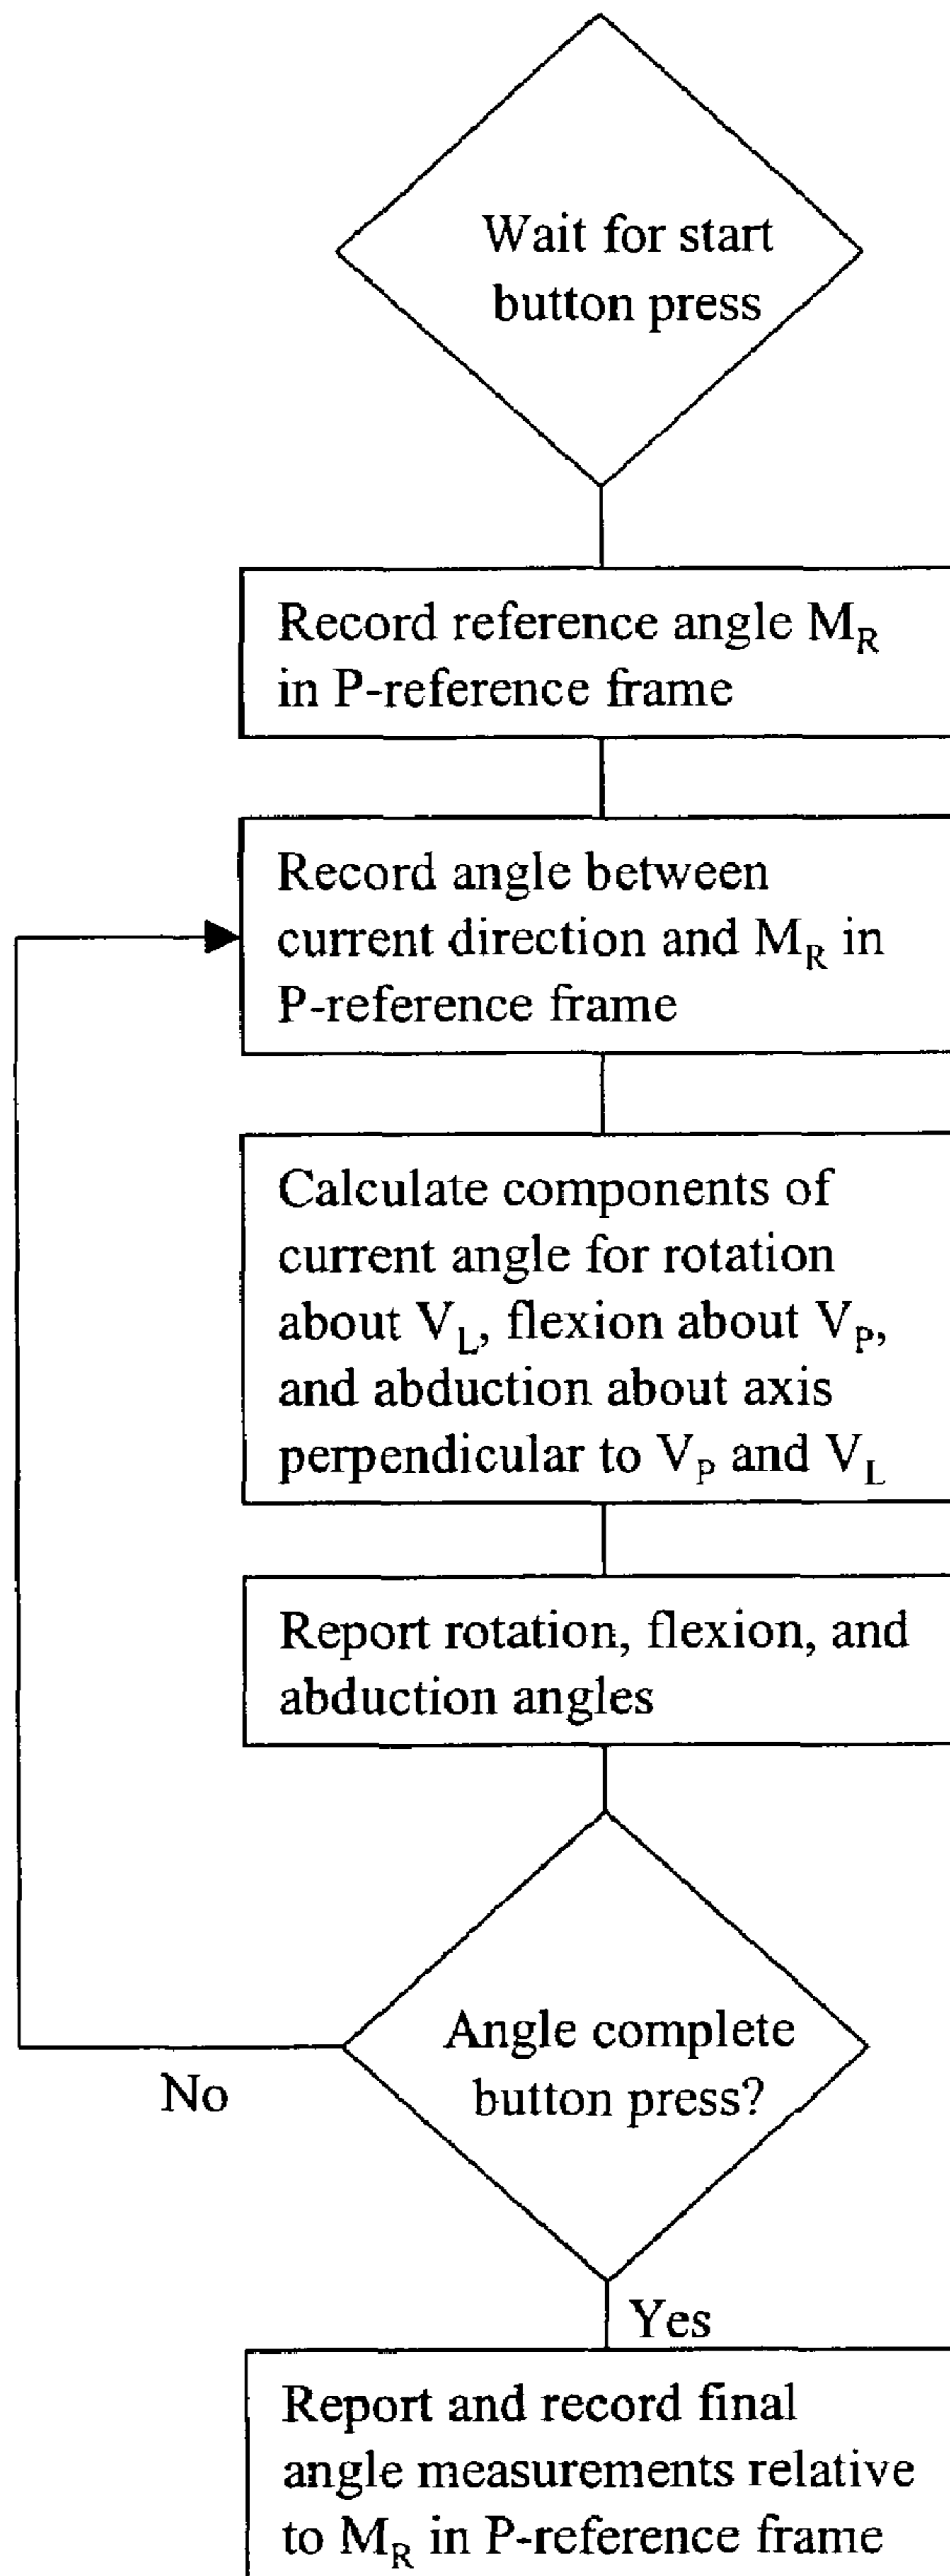 Wait for start
button press
Record reference angle M_R
in P-reference frame
Record angle between
current direction and M_R in
P-reference frame
Calculate components of
current angle for rotation
about V_L, flexion about V_P,
and abduction about axis
perpendicular to V_P and V_L
Report rotation, flexion, and
abduction angles
Angle complete
button press?
No
Yes
Report and record final
angle measurements relative
to M_R in P-reference frame